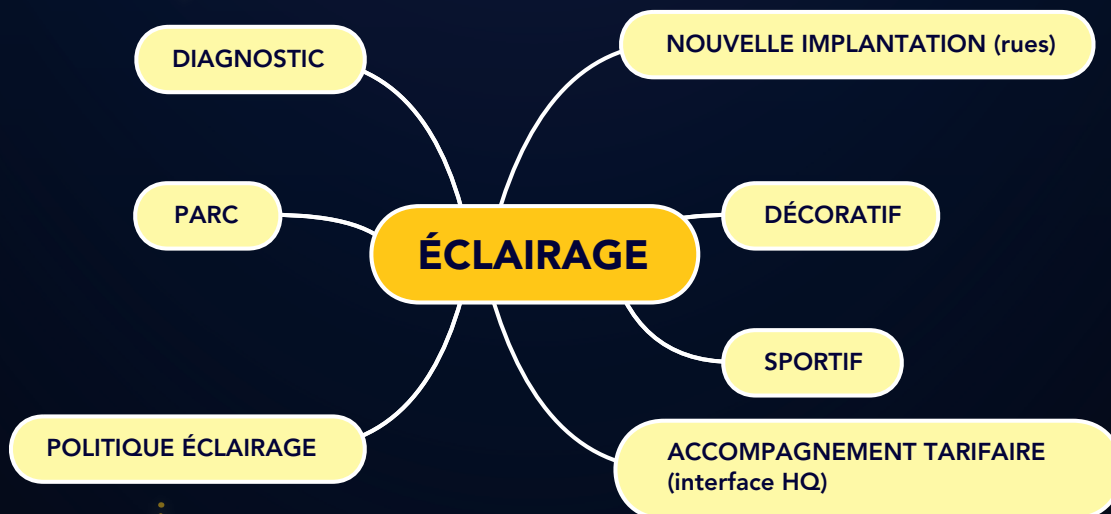 DIAGNOSTIC
NOUVELLE IMPLANTATION (rues)
PARC
DÉCORATIF
ÉCLAIRAGE
SPORTIF
POLITIQUE ÉCLAIRAGE
ACCOMPAGNEMENT TARIFAIRE
(interface HQ)